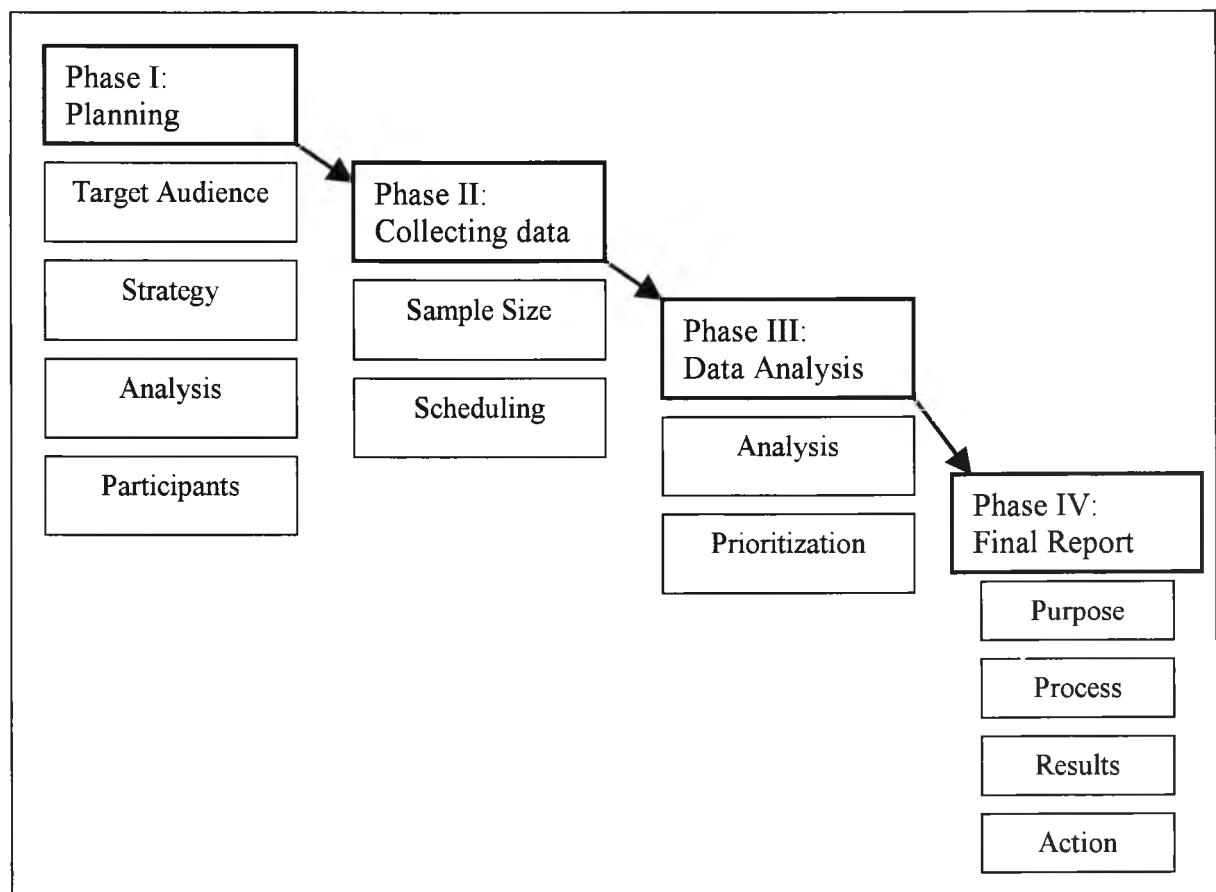 Phase I:
Planning
Target Audience
Strategy
Analysis
Participants
Phase II:
Collecting data
Sample Size
Scheduling
Phase III:
Data Analysis
Analysis
Prioritization
Phase IV:
Final Report
Purpose
Process
Results
Action